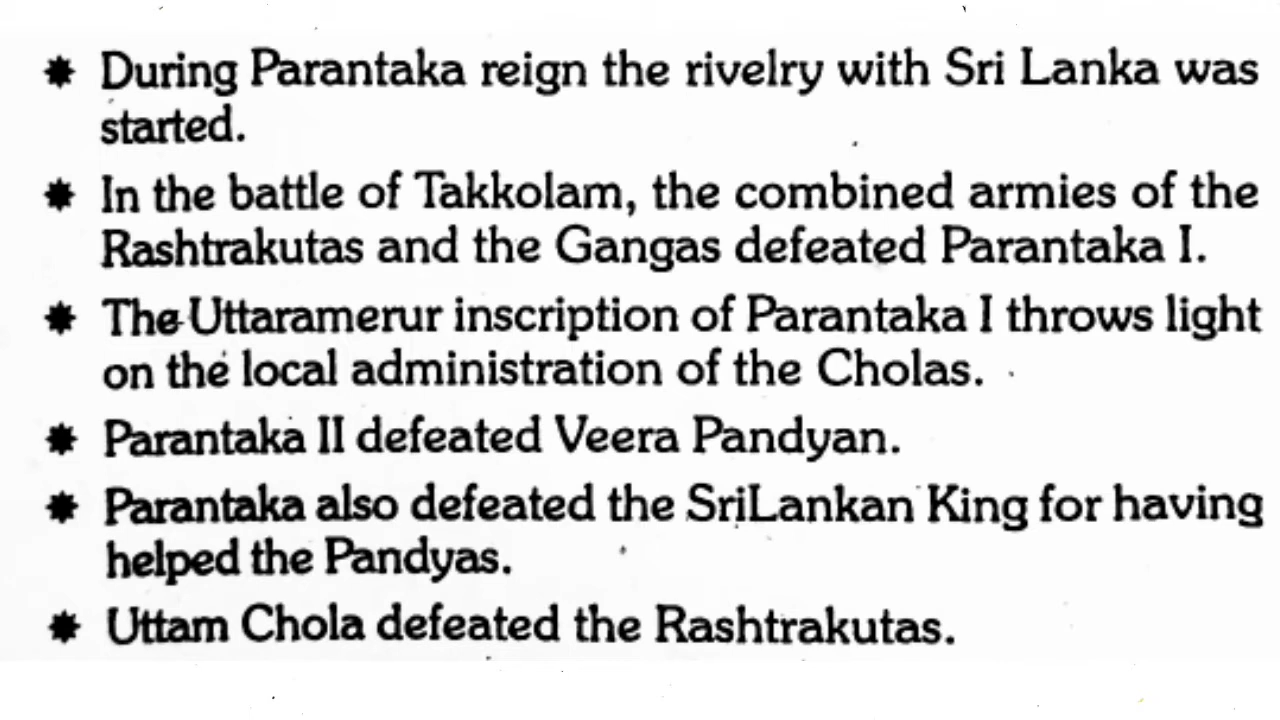 ✸ During Parantaka reign the rivelry with Sri Lanka was
started.
✸ In the battle of Takkolam, the combined armies of the
Rashtrakutas and the Gangas defeated Parantaka I.
✸ The Uttaramerur inscription of Parantaka I throws light
on the local administration of the Cholas.
✸ Parantaka II defeated Veera Pandyan.
✸ Parantaka also defeated the SriLankan King for having
helped the Pandyas.
✸ Uttam Chola defeated the Rashtrakutas.